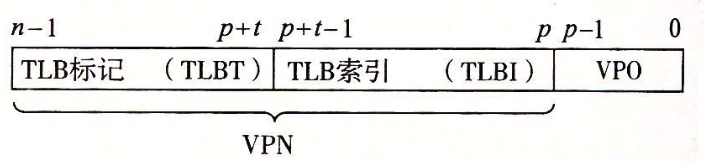 n-1 p+t p+t-1 p p-1 0
TLB标记 （TLBT） TLB索引 （TLBI） VPO
VPN